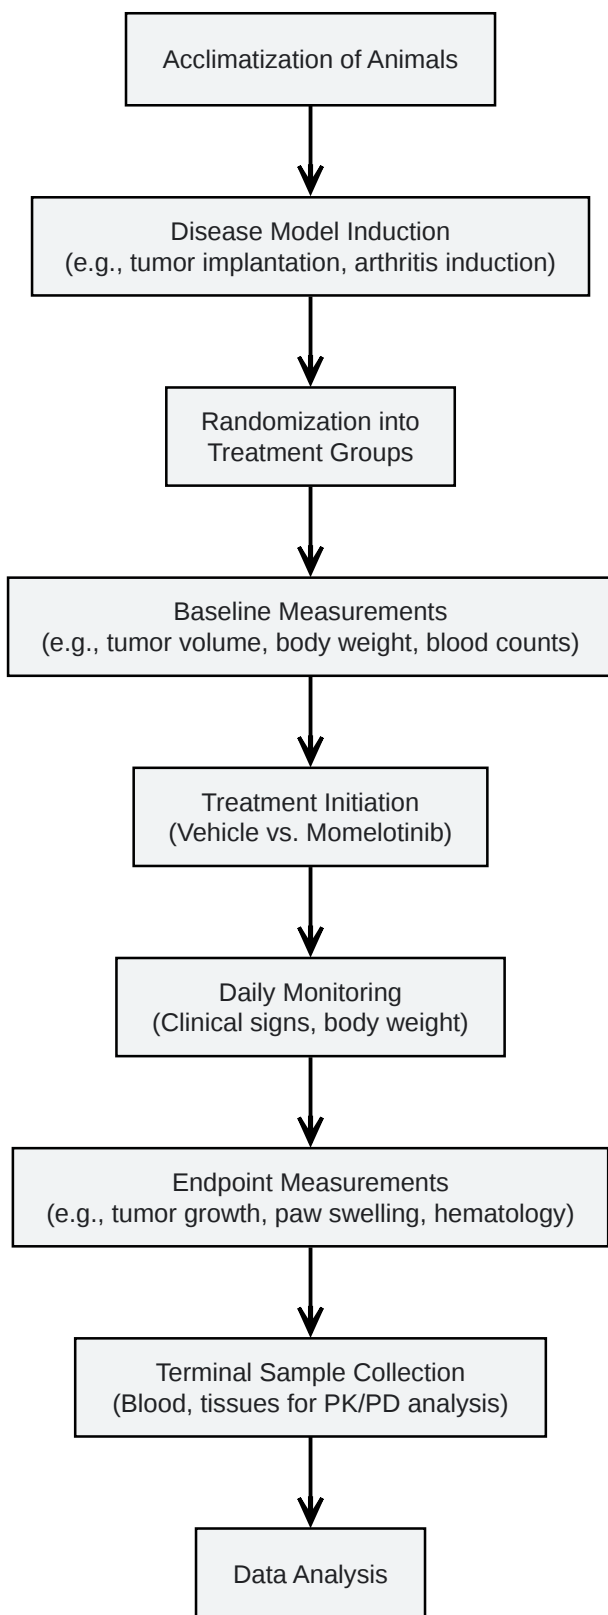 Acclimatization of Animals
Disease Model Induction
(e.g., tumor implantation, arthritis induction)
Randomization into
Treatment Groups
Baseline Measurements
(e.g., tumor volume, body weight, blood counts)
Treatment Initiation
(Vehicle vs. Momelotinib)
Daily Monitoring
(Clinical signs, body weight)
Endpoint Measurements
(e.g., tumor growth, paw swelling, hematology)
Terminal Sample Collection
(Blood, tissues for PK/PD analysis)
Data Analysis